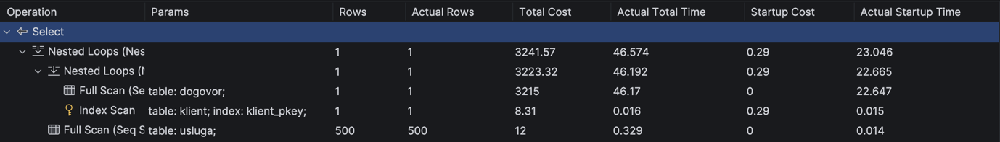 Operation Params Rows Actual Rows Total Cost Actual Total Time Startup Cost Actual Startup Time
Select
Nested Loops (Nes 1 1 3241.57 46.574 0.29 23.046
Nested Loops (N 1 1 3223.32 46.192 0.29 22.665
Full Scan (Se table: dogovor; 1 1 3215 46.17 0 22.647
Index Scan table: klient; index: klient_pkey; 1 1 8.31 0.016 0.29 0.015
Full Scan (Seq S table: usluga; 500 500 12 0.329 0 0.014